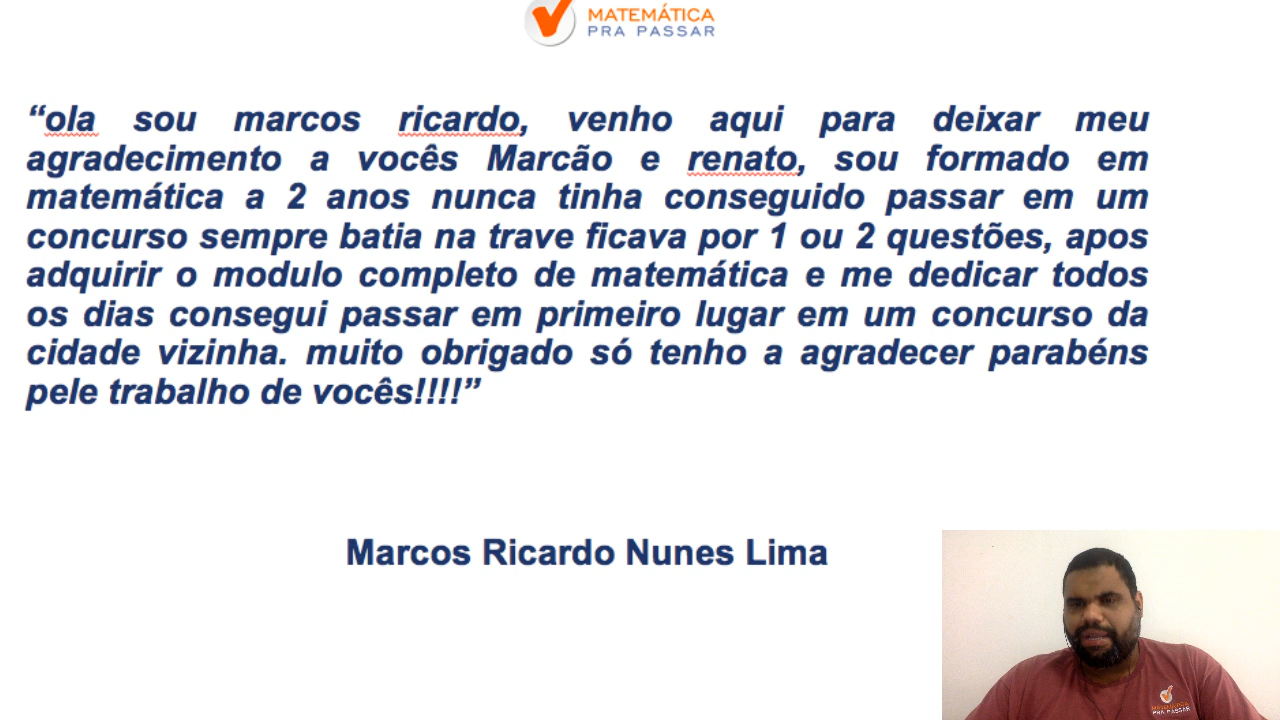 MATEMÁTICA
PRA PASSAR
“ola sou marcos ricardo, venho aqui para deixar meu
agradecimento a vocês Marcão e renato, sou formado em
matemática a 2 anos nunca tinha conseguido passar em um
concurso sempre batia na trave ficava por 1 ou 2 questões, apos
adquirir o modulo completo de matemática e me dedicar todos
os dias consegui passar em primeiro lugar em um concurso da
cidade vizinha. muito obrigado só tenho a agradecer parabéns
pele trabalho de vocês!!!!”
Marcos Ricardo Nunes Lima
MATEMÁTICA
PRA PASSAR